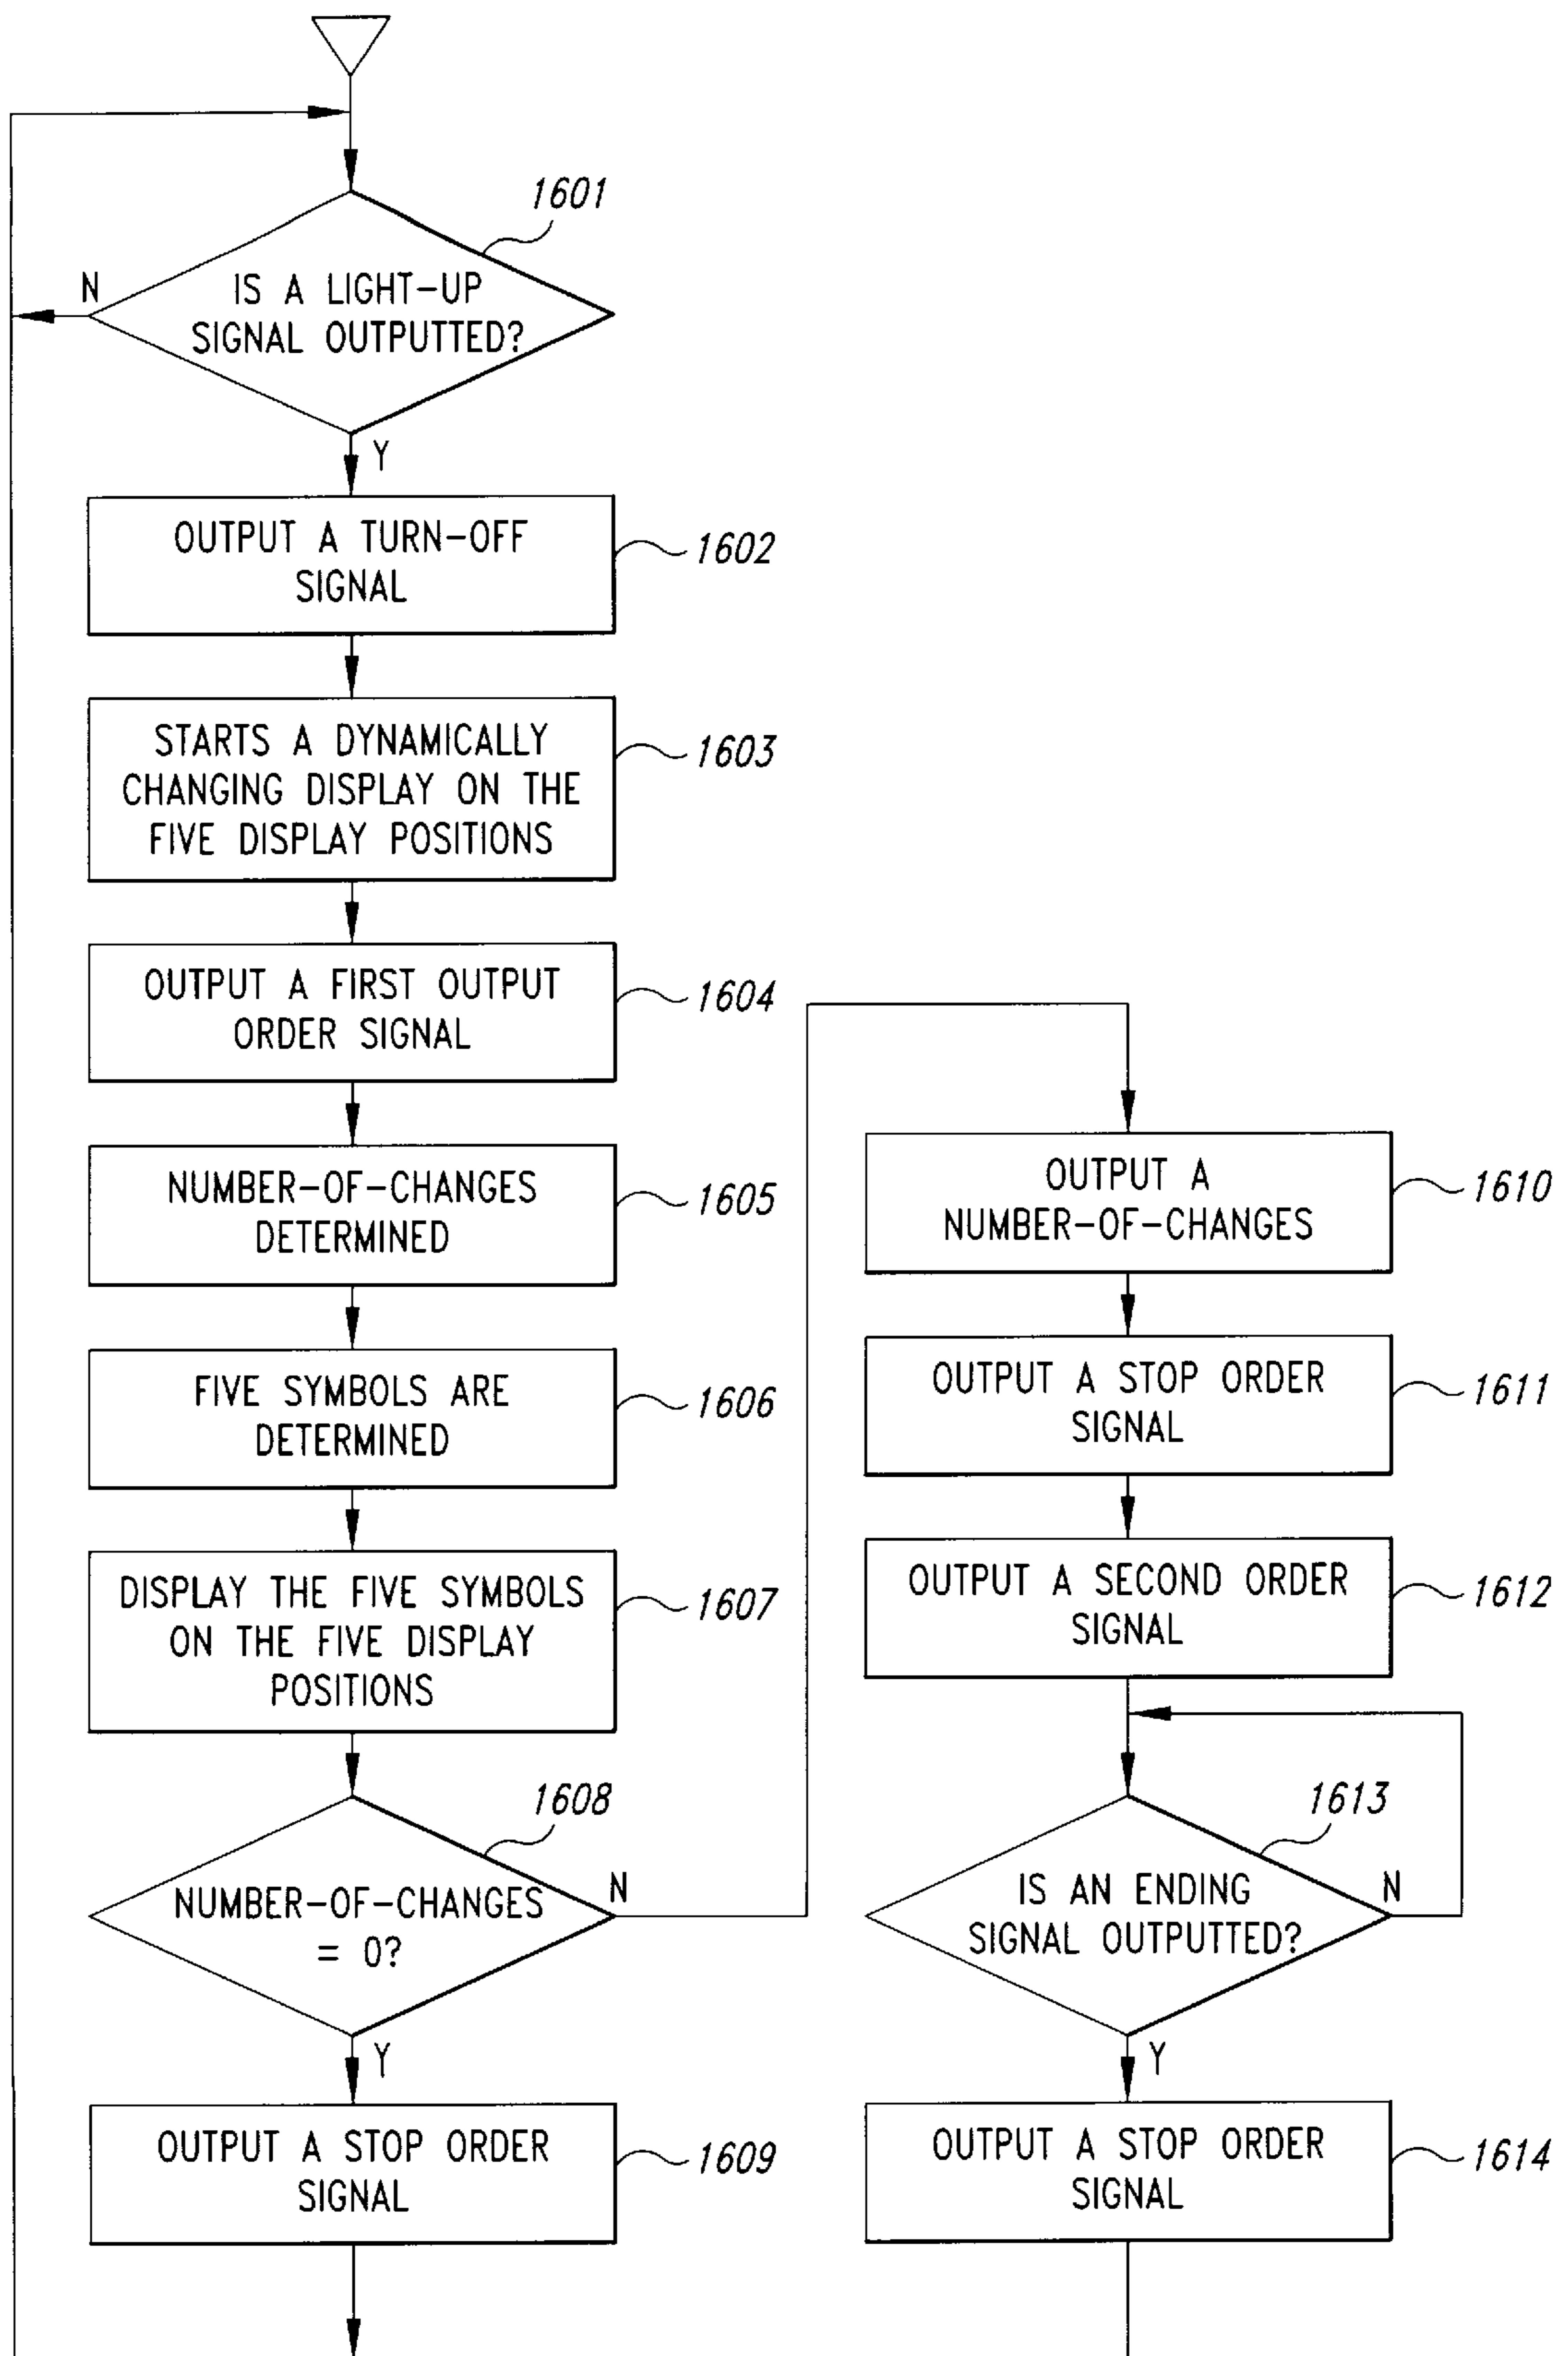 1601
IS A LIGHT-UP
SIGNAL OUTPUTTED?
N
Y
OUTPUT A TURN-OFF
SIGNAL
1602
STARTS A DYNAMICALLY
CHANGING DISPLAY ON THE
FIVE DISPLAY POSITIONS
1603
OUTPUT A FIRST OUTPUT
ORDER SIGNAL
1604
NUMBER-OF-CHANGES
DETERMINED
1605
FIVE SYMBOLS ARE
DETERMINED
1606
DISPLAY THE FIVE SYMBOLS
ON THE FIVE DISPLAY
POSITIONS
1607
1608
NUMBER-OF-CHANGES
= 0?
N
Y
OUTPUT A STOP ORDER
SIGNAL
1609
OUTPUT A
NUMBER-OF-CHANGES
1610
OUTPUT A STOP ORDER
SIGNAL
1611
OUTPUT A SECOND ORDER
SIGNAL
1612
1613
IS AN ENDING
SIGNAL OUTPUTTED?
N
Y
OUTPUT A STOP ORDER
SIGNAL
1614